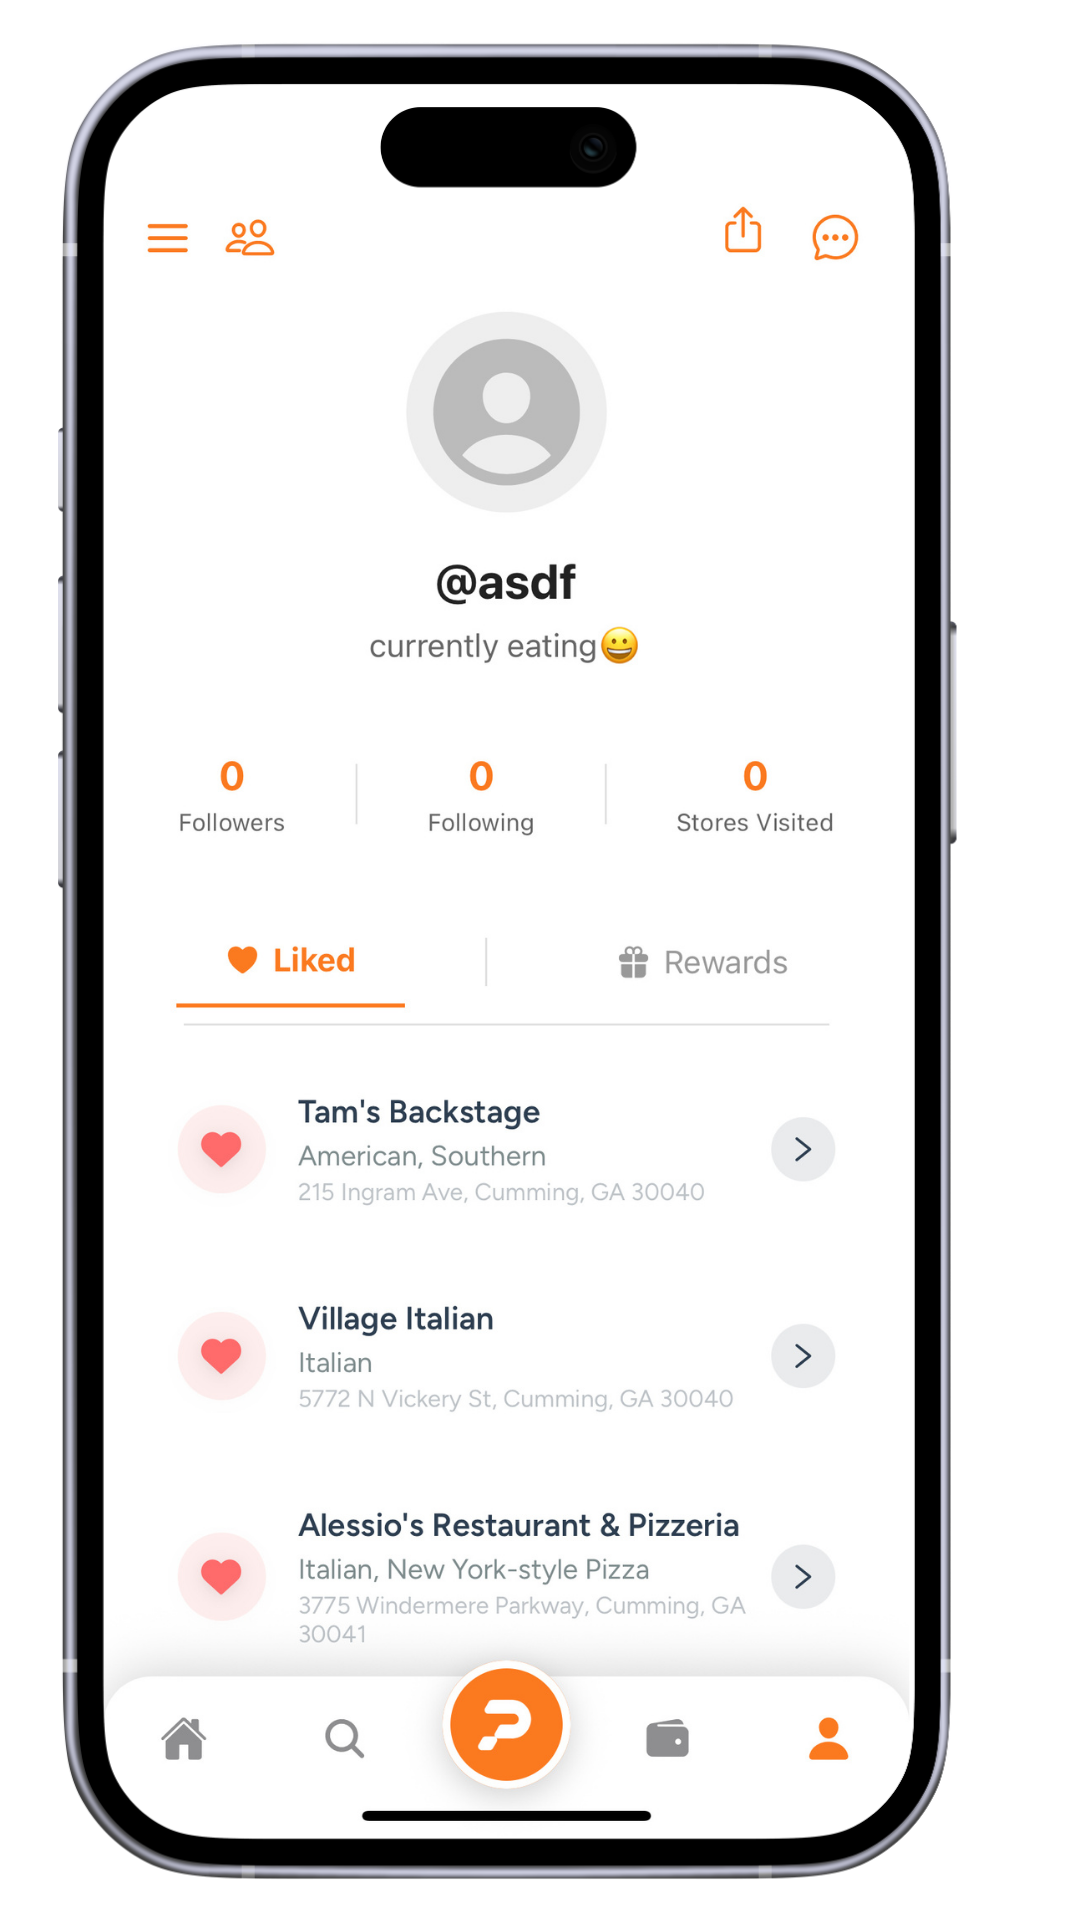 @asdf
currently eating😀
0
0
0
Followers
Following
Stores Visited
Liked
Rewards
Tam's Backstage
American, Southern
215 Ingram Ave, Cumming, GA 30040
Village Italian
Italian
5772 N Vickery St, Cumming, GA 30040
Alessio's Restaurant & Pizzeria
Italian, New York-style Pizza
3775 Windermere Parkway, Cumming, GA
30041